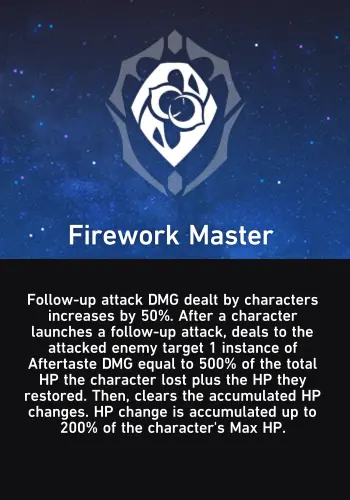 Firework Master
Follow-up attack DMG dealt by characters
increases by 50%. After a character
launches a follow-up attack, deals to the
attacked enemy target 1 instance of
Aftertaste DMG equal to 500% of the total
HP the character lost plus the HP they
restored. Then, clears the accumulated HP
changes. HP change is accumulated up to
200% of the character's Max HP.